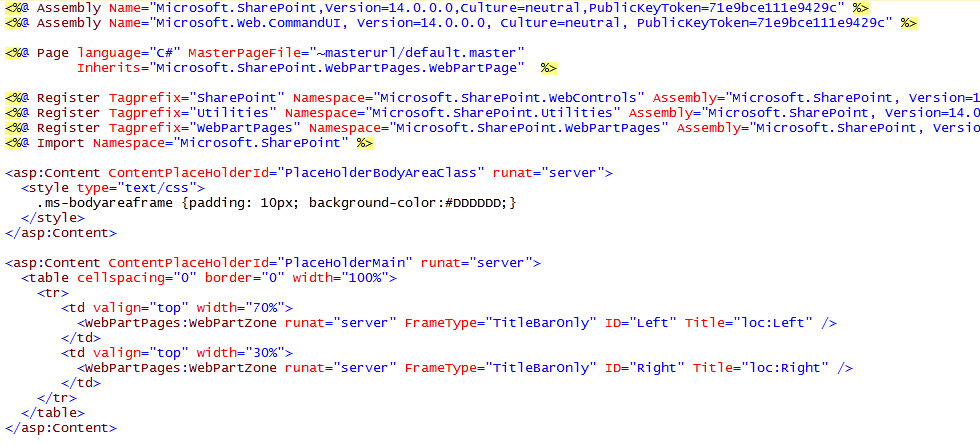 <%@ Assembly Name="Microsoft.SharePoint,Version=14.0.0.0,Culture=neutral,PublicKeyToken=71e9bce111e9429c" %>
<%@ Assembly Name="Microsoft.Web.CommandUI, Version=14.0.0.0, Culture=neutral, PublicKeyToken=71e9bce111e9429c" %>
<%@ Page language="C#" MasterPageFile="~masterurl/default.master"
Inherits="Microsoft.SharePoint.WebPartPages.WebPartPage" %>
<%@ Register Tagprefix="SharePoint" Namespace="Microsoft.SharePoint.WebControls" Assembly="Microsoft.SharePoint, Version=1
<%@ Register Tagprefix="Utilities" Namespace="Microsoft.SharePoint.Utilities" Assembly="Microsoft.SharePoint, Version=14.0
<%@ Register Tagprefix="WebPartPages" Namespace="Microsoft.SharePoint.WebPartPages" Assembly="Microsoft.SharePoint, Versio
<%@ Import Namespace="Microsoft.SharePoint" %>
<asp:Content ContentPlaceHolderId="PlaceHolderBodyAreaClass" runat="server">
<style type="text/css">
.ms-bodyareaframe {padding: 10px; background-color:#DDDDDD;}
</style>
</asp:Content>
<asp:Content ContentPlaceHolderId="PlaceHolderMain" runat="server">
<table cellspacing="0" border="0" width="100%">
<tr>
<td valign="top" width="70%">
<WebPartPages:WebPartZone runat="server" FrameType="TitleBarOnly" ID="Left" Title="loc:Left" />
</td>
<td valign="top" width="30%">
<WebPartPages:WebPartZone runat="server" FrameType="TitleBarOnly" ID="Right" Title="loc:Right" />
</td>
</tr>
</table>
</asp:Content>